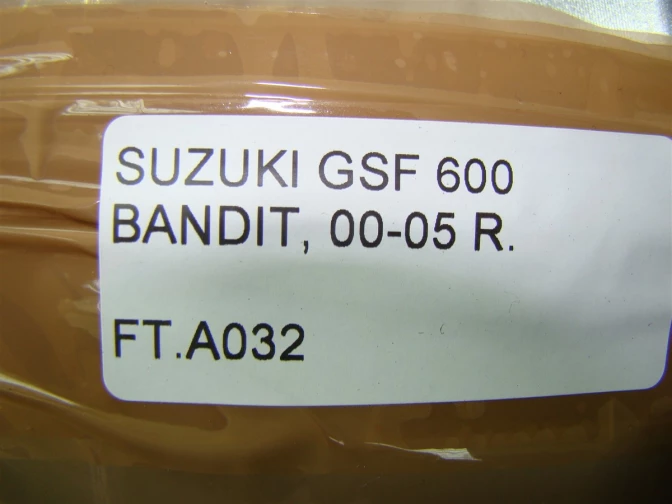 SUZUKI GSF 600
BANDIT, 00-05 R.
FT.A032